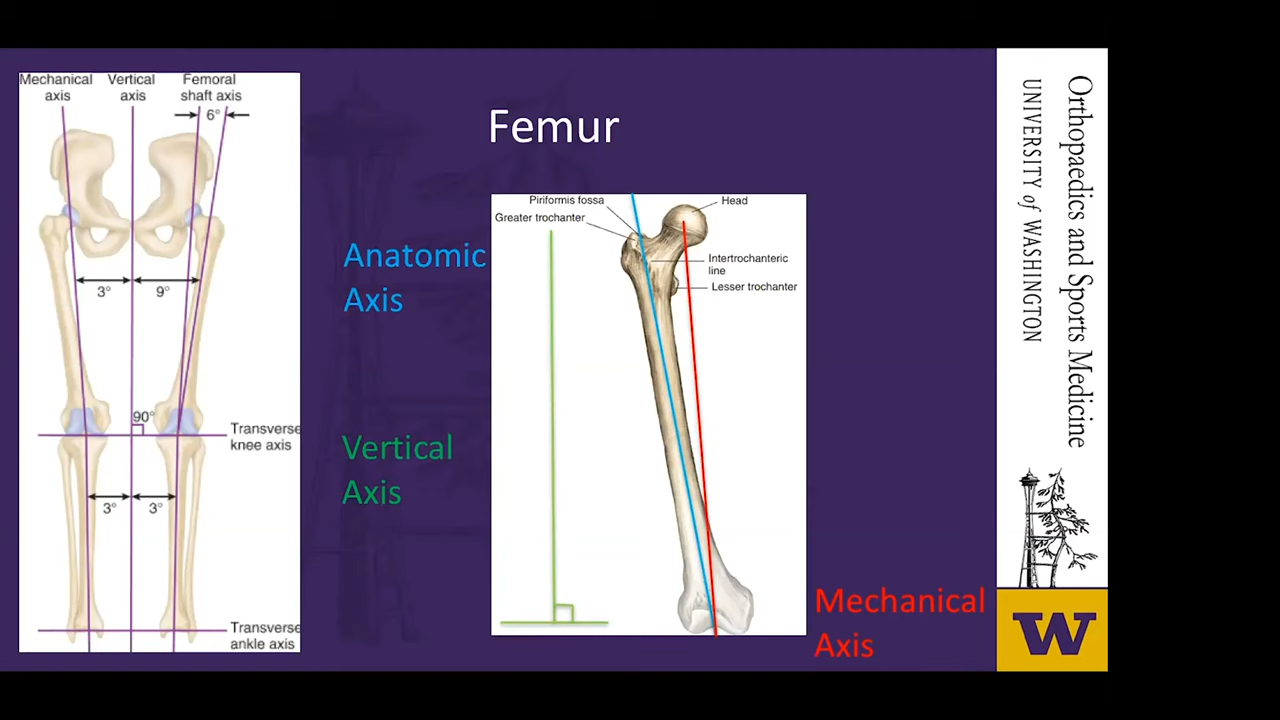 Mechanical
axis
Vertical
axis
Femoral
shaft axis
6°
3°
9°
90°
Transverse
knee axis
3°
3°
Transverse
ankle axis
Femur
Anatomic
Axis
Vertical
Axis
Piriformis fossa
Greater trochanter
Head
Intertrochanteric
line
Lesser trochanter
Mechanical
Axis
Orthopaedics and Sports Medicine
UNIVERSITY of WASHINGTON
W